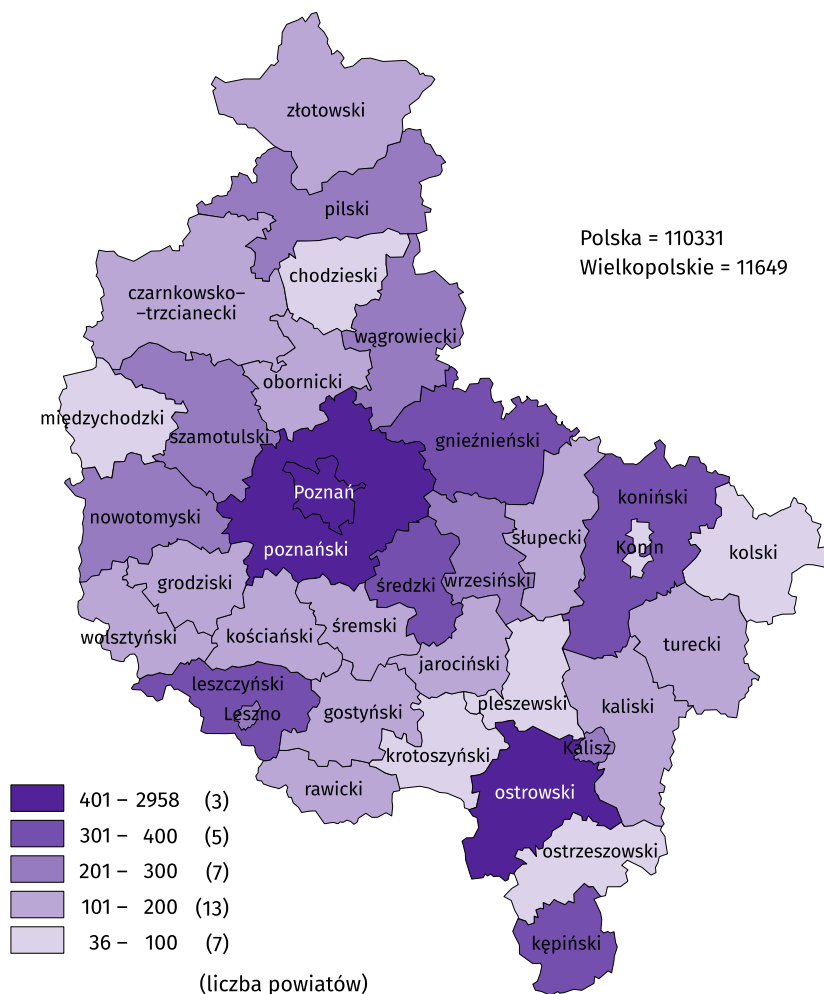 złotowski
pilski
Polska = 110331
Wielkopolskie = 11649
chodzieski
czarnkowsko–
–trzcianecki
wągrowiecki
obornicki
międzychodzki
szamotulski
gnieźnieński
Poznań
koniński
nowotomyski
słupecki
Konin
poznański
kolski
grodziski
średzki
wrzesiński
wolsztyński
kościański
śremski
turecki
jarociński
leszczyński
pleszewski
kaliski
Leszno
gostyński
krotoszyński
Kalisz
rawicki
ostrowski
401 – 2958 (3)
301 – 400 (5)
ostrzeszowski
201 – 300 (7)
101 – 200 (13)
36 – 100 (7)
kępiński
(liczba powiatów)